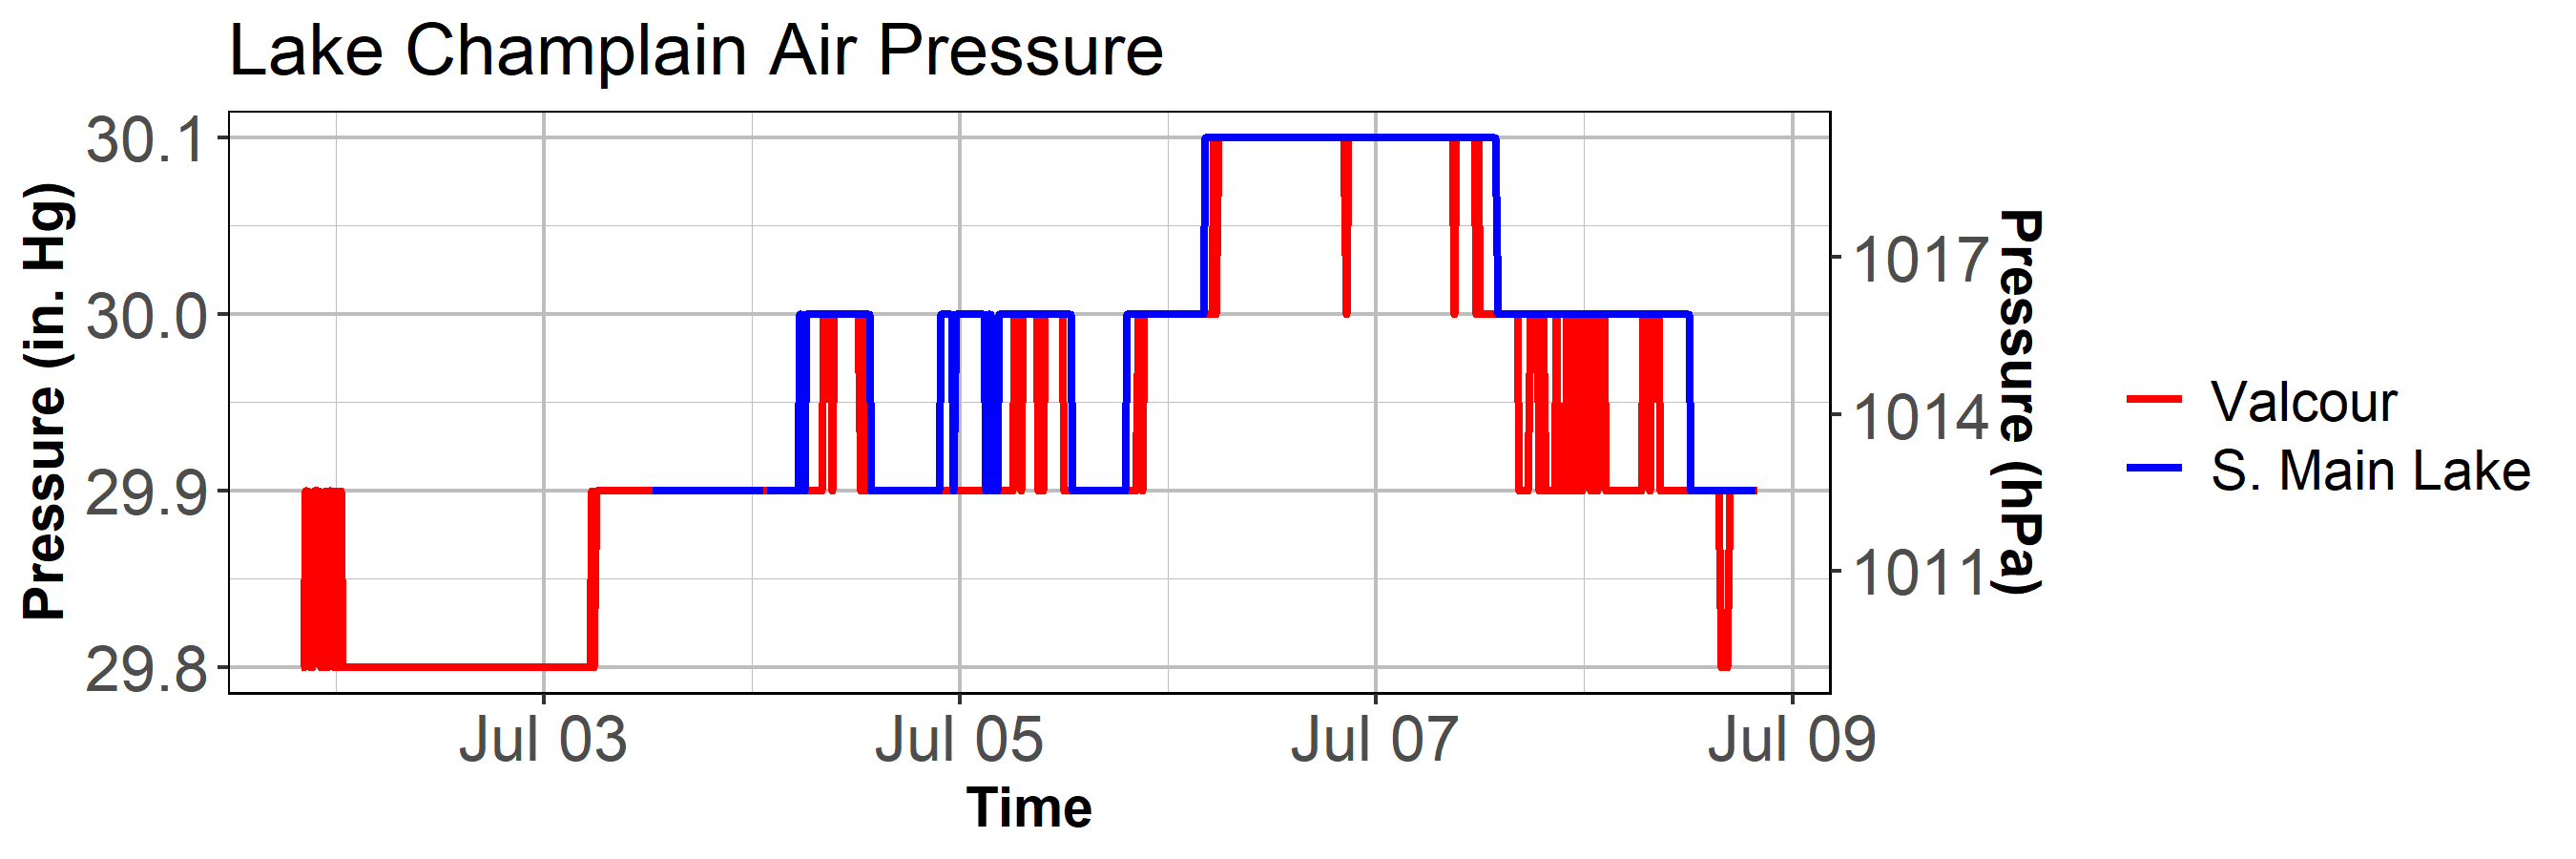 Lake Champlain Air Pressure
Pressure (in. Hg)
30.1
30.0
29.9
29.8
1017
1014
1011
Pressure (hPa)
Valcour
S. Main Lake
Jul 03 Jul 05 Jul 07 Jul 09
Time